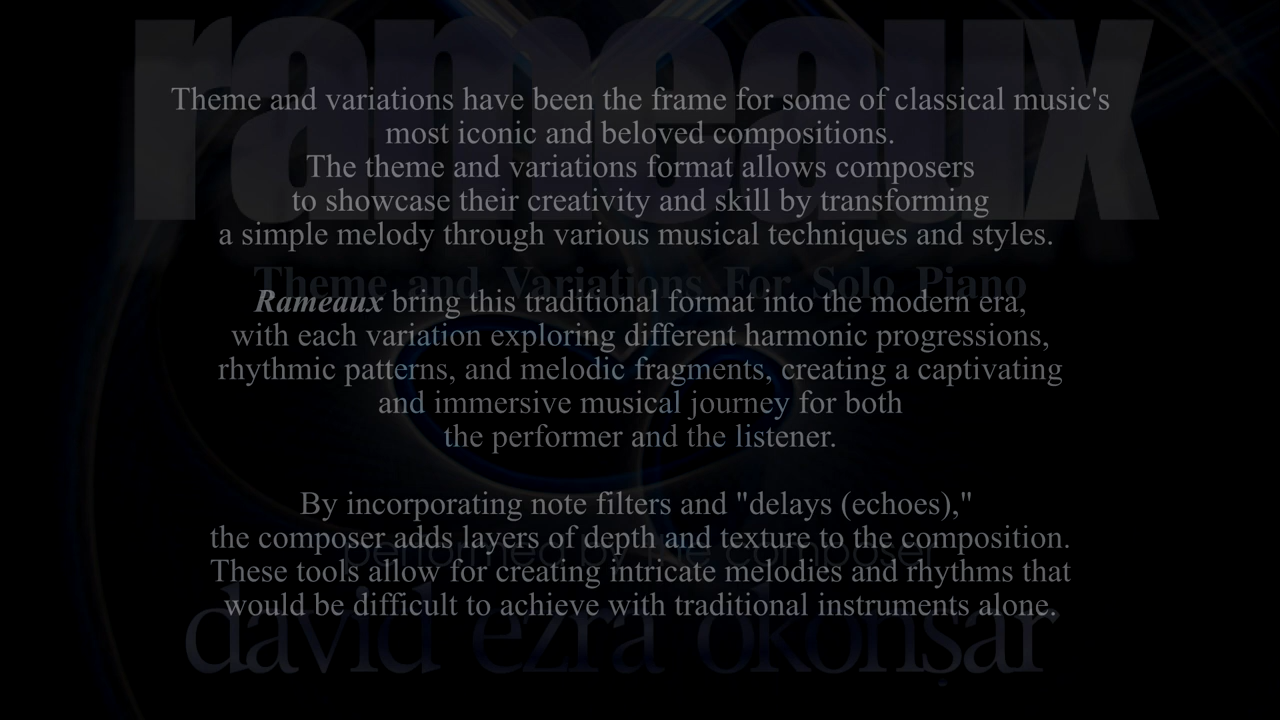 rameaux
Theme and variations have been the frame for some of classical music's
most iconic and beloved compositions.
The theme and variations format allows composers
to showcase their creativity and skill by transforming
a simple melody through various musical techniques and styles.
Theme and Variations For Solo Piano
Rameaux bring this traditional format into the modern era,
with each variation exploring different harmonic progressions,
rhythmic patterns, and melodic fragments, creating a captivating
and immersive musical journey for both
the performer and the listener.
By incorporating note filters and "delays (echoes),"
the composer adds layers of depth and texture to the composition.
performed by the composer
These tools allow for creating intricate melodies and rhythms that
would be difficult to achieve with traditional instruments alone.
david ezra okonşar